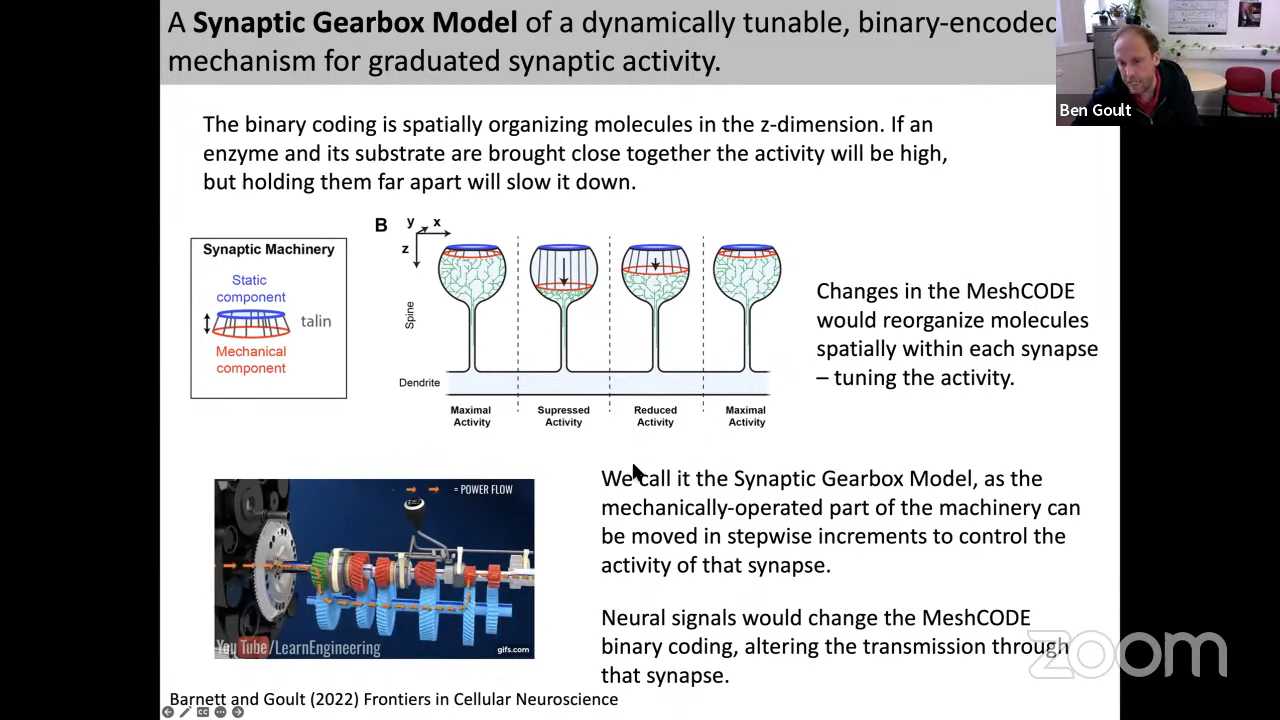 A Synaptic Gearbox Model of a dynamically tunable, binary-encoded
mechanism for graduated synaptic activity.
Ben Goult
The binary coding is spatially organizing molecules in the z-dimension. If an
enzyme and its substrate are brought close together the activity will be high,
but holding them far apart will slow it down.
Synaptic Machinery
Static
component
talin
Mechanical
component
B
y
x
z
Spine
Dendrite
Maximal
Activity
Supressed
Activity
Reduced
Activity
Maximal
Activity
Changes in the MeshCODE
would reorganize molecules
spatially within each synapse
– tuning the activity.
= POWER FLOW
You Tube/LearnEngineering
gifs.com
We call it the Synaptic Gearbox Model, as the
mechanically-operated part of the machinery can
be moved in stepwise increments to control the
activity of that synapse.
Neural signals would change the MeshCODE
binary coding, altering the transmission through
that synapse.
zoom
Barnett and Goult (2022) Frontiers in Cellular Neuroscience
CC